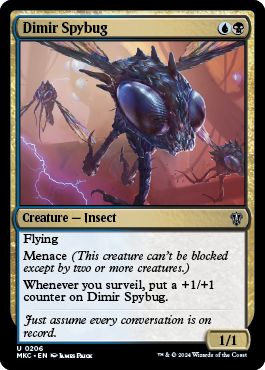 Dimir Spybug
Creature — Insect
Flying
Menace (This creature can't be blocked
except by two or more creatures.)
Whenever you surveil, put a +1/+1
counter on Dimir Spybug.
Just assume every conversation is on
record.
1/1
U 0206
MKC • EN James Paick
™ & © 2024 Wizards of the Coast